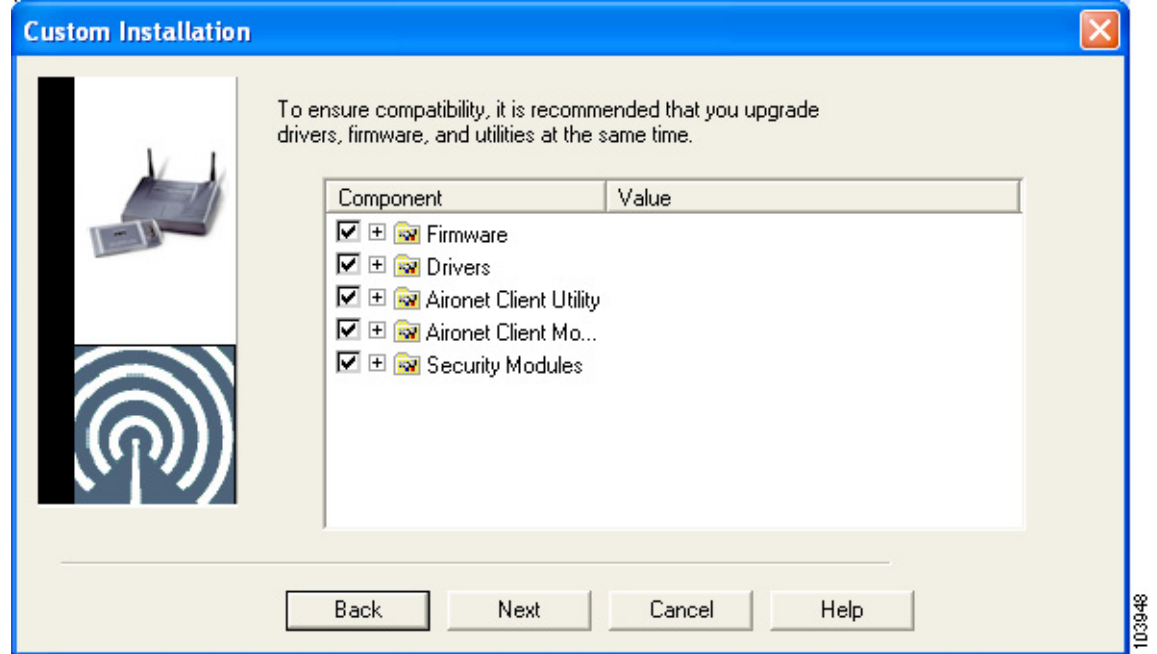 Custom Installation
To ensure compatibility, it is recommended that you upgrade
drivers, firmware, and utilities at the same time.
Component Value
Firmware
Drivers
Aironet Client Utility
Aironet Client Mo...
Security Modules
Back Next Cancel Help
103948